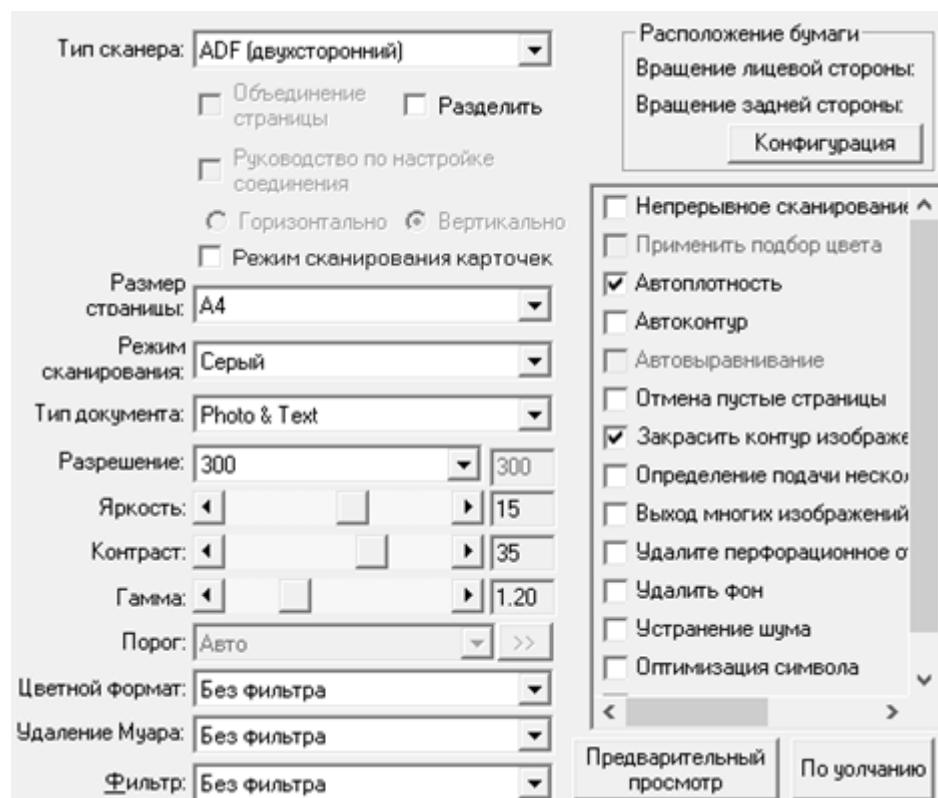 Тип сканера: ADF (двухсторонний)
Объединение страницы
Разделить
Руководство по настройке соединения
Горизонтально Вертикально
Режим сканирования карточек
Размер страницы: A4
Режим сканирования: Серый
Тип документа: Photo & Text
Разрешение: 300 300
Яркость: 15
Контраст: 35
Гамма: 1.20
Порог: Авто >>
Цветной формат: Без фильтра
Удаление Муара: Без фильтра
Фильтр: Без фильтра
Расположение бумаги
Вращение лицевой стороны:
Вращение задней стороны:
Конфигурация
Непрерывное сканирование
Применить подбор цвета
Автоплотность
Автоконтур
Автовыравнивание
Отмена пустые страницы
Закрасить контур изображе
Определение подачи неско
Выход многих изображений
Удалите перфорационное о
Удалить фон
Устранение шума
Оптимизация символа
Предварительный просмотр
По уолчанию